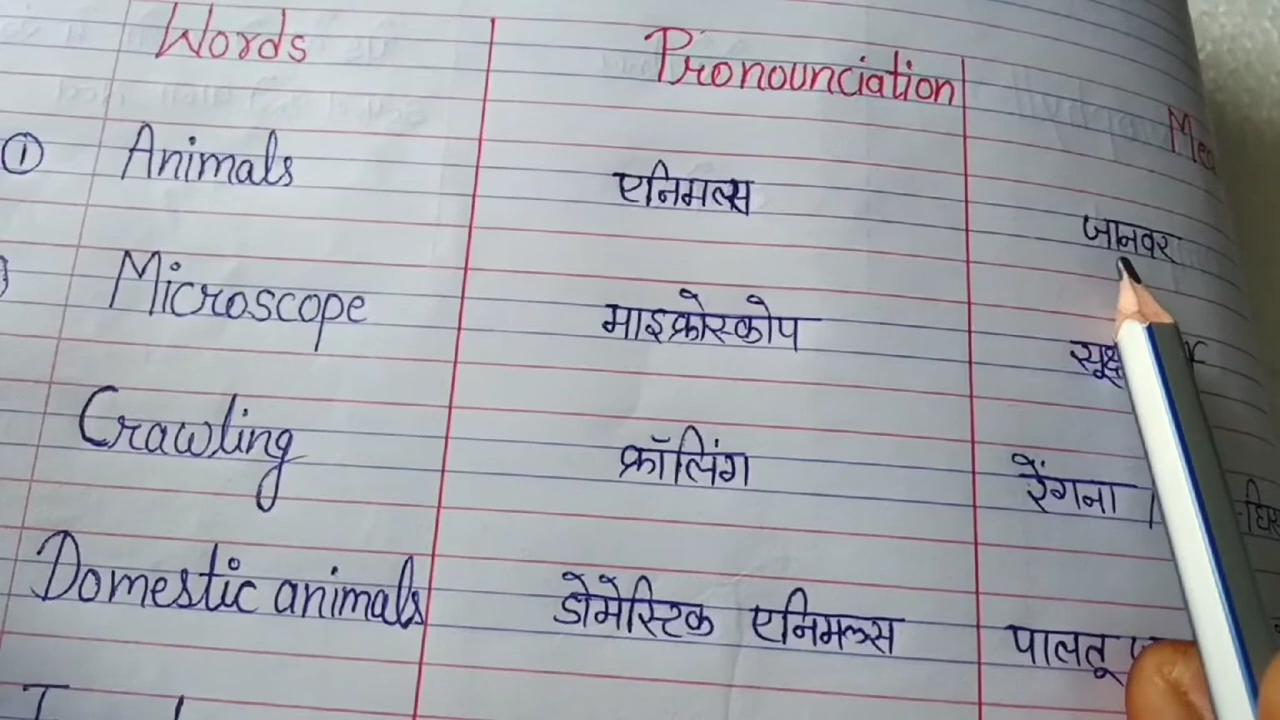 Words Pronounciation
① Animals एनिमल्स जानवर
Microscope माइक्रोस्कोप
Crawling क्रॉलिंग रेंगना /
Domestic animals डोमेस्टिक एनिमल्स पालतू